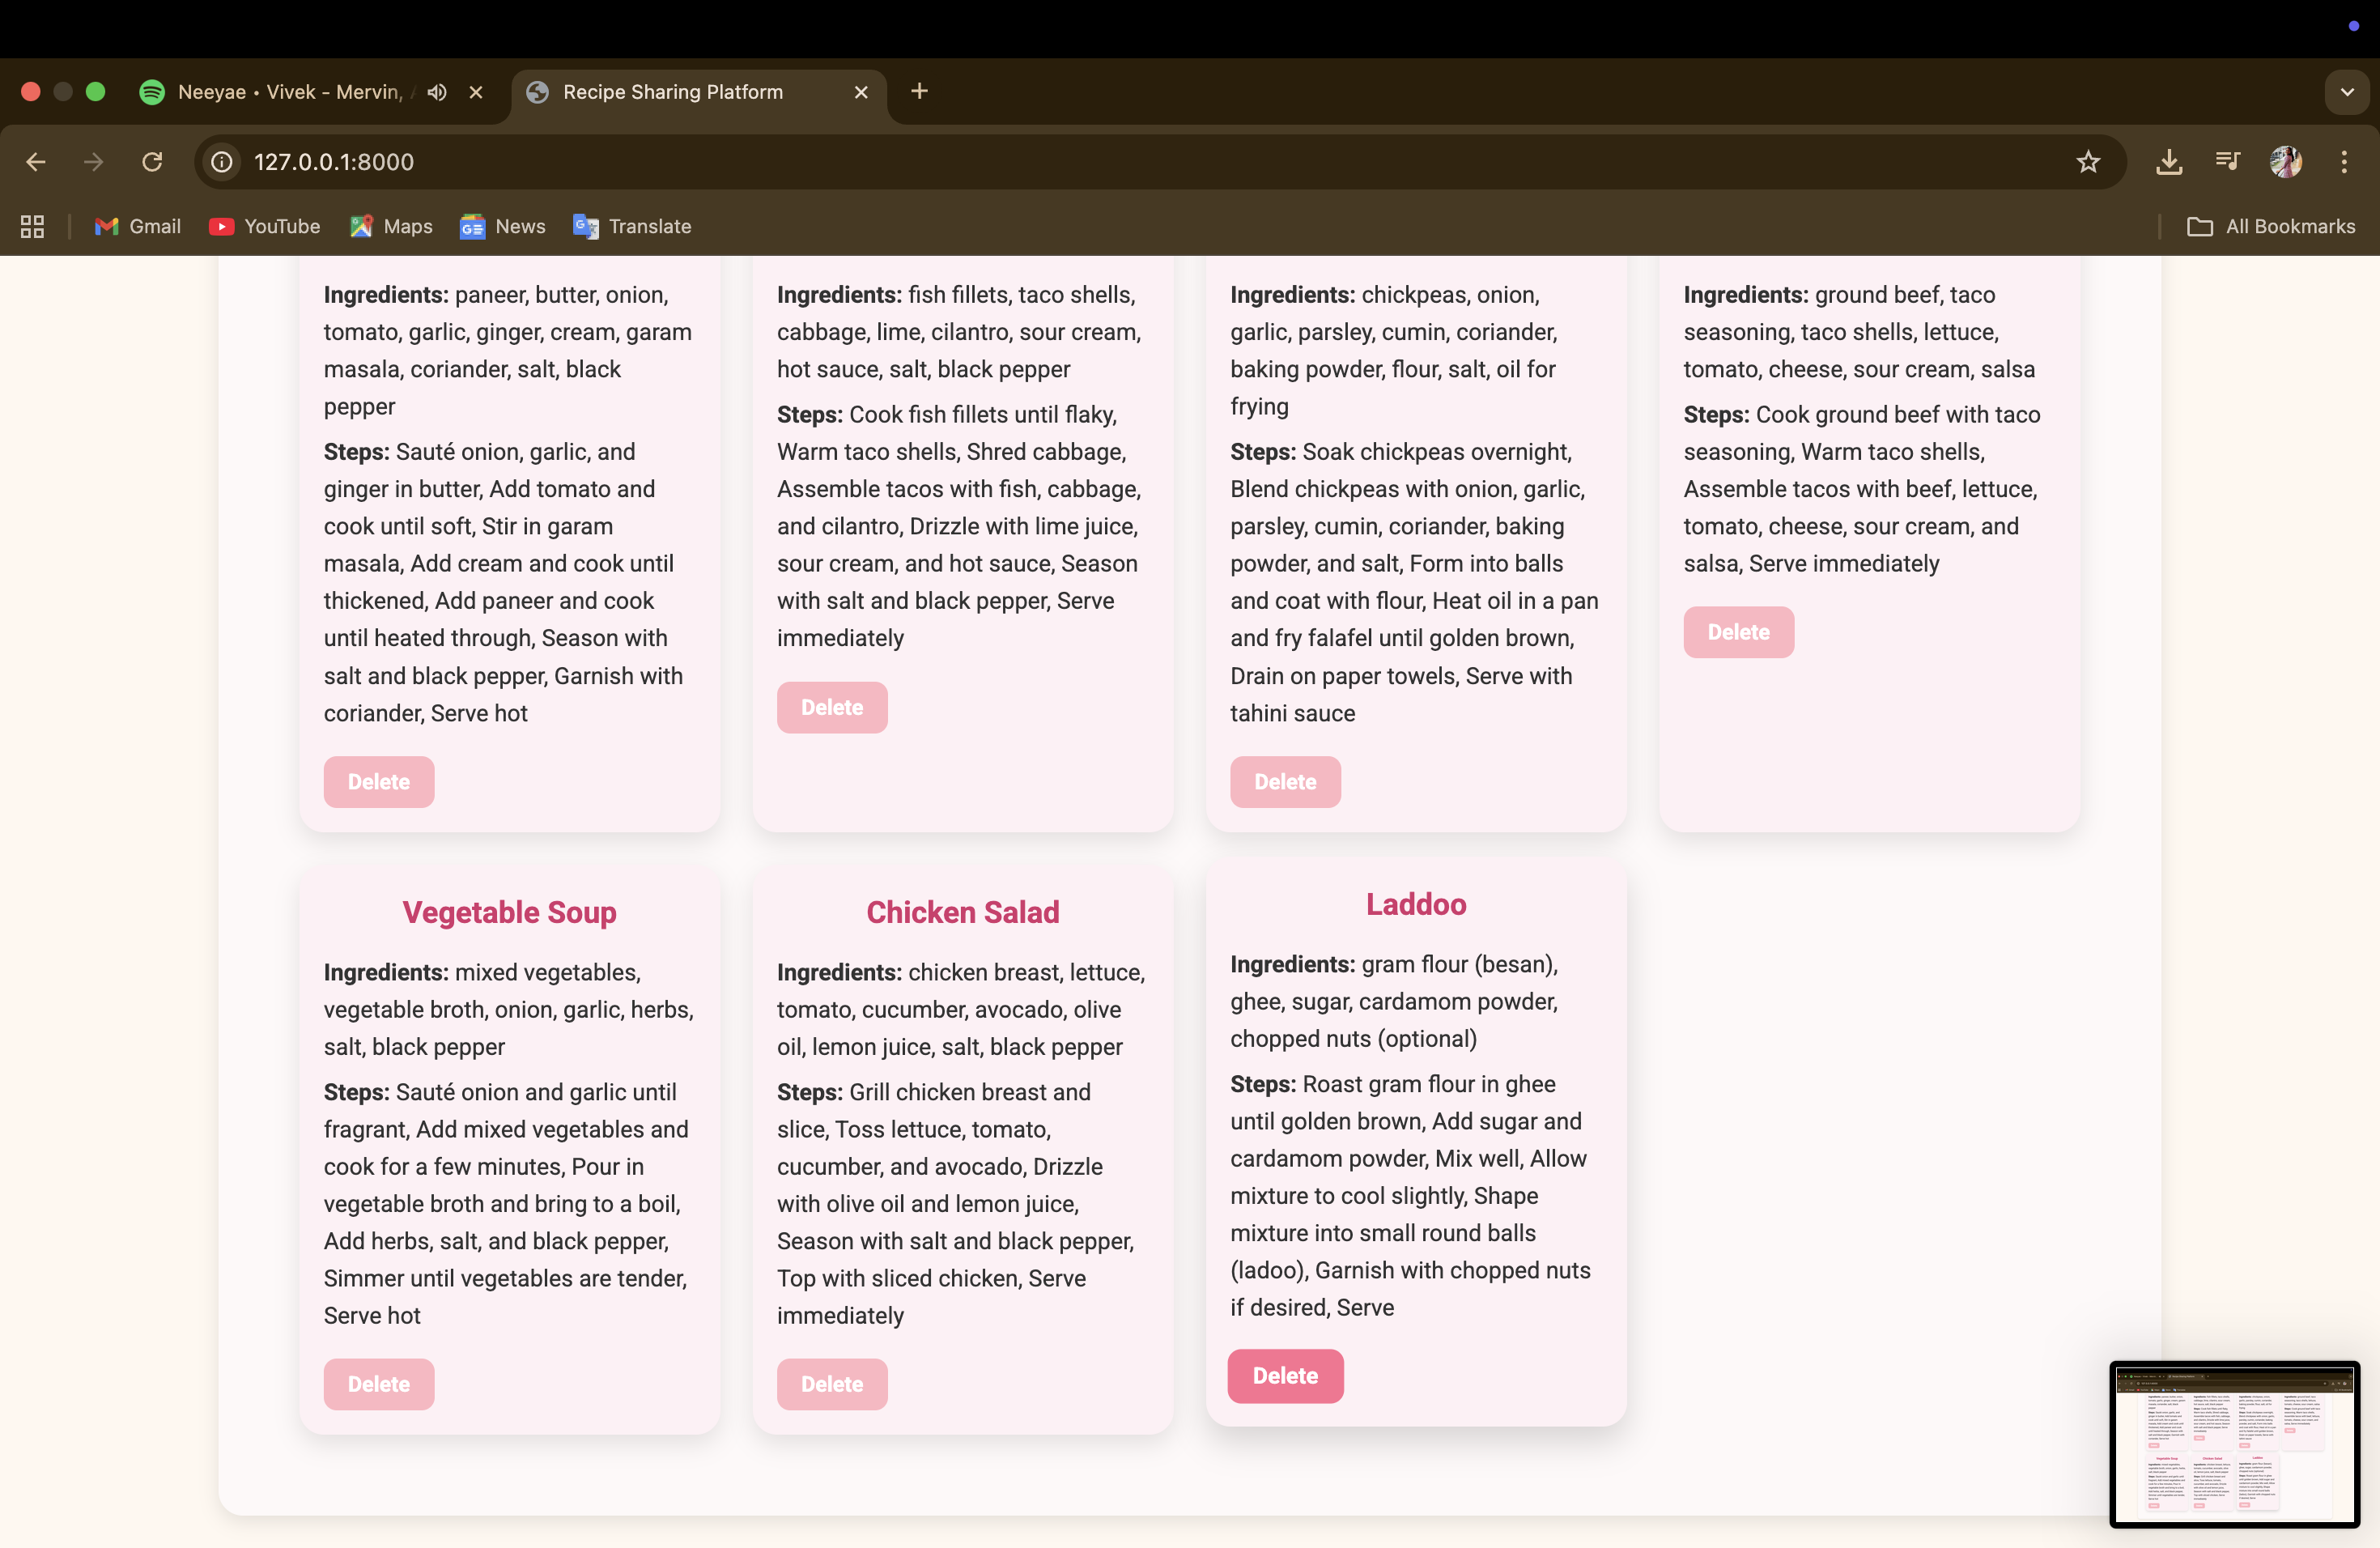 Neeyae • Vivek - Mervin,
Recipe Sharing Platform
127.0.0.1:8000
Gmail
YouTube
Maps
News
Translate
All Bookmarks
Ingredients: paneer, butter, onion,
tomato, garlic, ginger, cream, garam
masala, coriander, salt, black
pepper
Steps: Sauté onion, garlic, and
ginger in butter, Add tomato and
cook until soft, Stir in garam
masala, Add cream and cook until
thickened, Add paneer and cook
until heated through, Season with
salt and black pepper, Garnish with
coriander, Serve hot
Delete
Ingredients: fish fillets, taco shells,
cabbage, lime, cilantro, sour cream,
hot sauce, salt, black pepper
Steps: Cook fish fillets until flaky,
Warm taco shells, Shred cabbage,
Assemble tacos with fish, cabbage,
and cilantro, Drizzle with lime juice,
sour cream, and hot sauce, Season
with salt and black pepper, Serve
immediately
Delete
Ingredients: chickpeas, onion,
garlic, parsley, cumin, coriander,
baking powder, flour, salt, oil for
frying
Steps: Soak chickpeas overnight,
Blend chickpeas with onion, garlic,
parsley, cumin, coriander, baking
powder, and salt, Form into balls
and coat with flour, Heat oil in a pan
and fry falafel until golden brown,
Drain on paper towels, Serve with
tahini sauce
Delete
Ingredients: ground beef, taco
seasoning, taco shells, lettuce,
tomato, cheese, sour cream, salsa
Steps: Cook ground beef with taco
seasoning, Warm taco shells,
Assemble tacos with beef, lettuce,
tomato, cheese, sour cream, and
salsa, Serve immediately
Delete
Vegetable Soup
Ingredients: mixed vegetables,
vegetable broth, onion, garlic, herbs,
salt, black pepper
Steps: Sauté onion and garlic until
fragrant, Add mixed vegetables and
cook for a few minutes, Pour in
vegetable broth and bring to a boil,
Add herbs, salt, and black pepper,
Simmer until vegetables are tender,
Serve hot
Delete
Chicken Salad
Ingredients: chicken breast, lettuce,
tomato, cucumber, avocado, olive
oil, lemon juice, salt, black pepper
Steps: Grill chicken breast and
slice, Toss lettuce, tomato,
cucumber, and avocado, Drizzle
with olive oil and lemon juice,
Season with salt and black pepper,
Top with sliced chicken, Serve
immediately
Delete
Laddoo
Ingredients: gram flour (besan),
ghee, sugar, cardamom powder,
chopped nuts (optional)
Steps: Roast gram flour in ghee
until golden brown, Add sugar and
cardamom powder, Mix well, Allow
mixture to cool slightly, Shape
mixture into small round balls
(ladoo), Garnish with chopped nuts
if desired, Serve
Delete